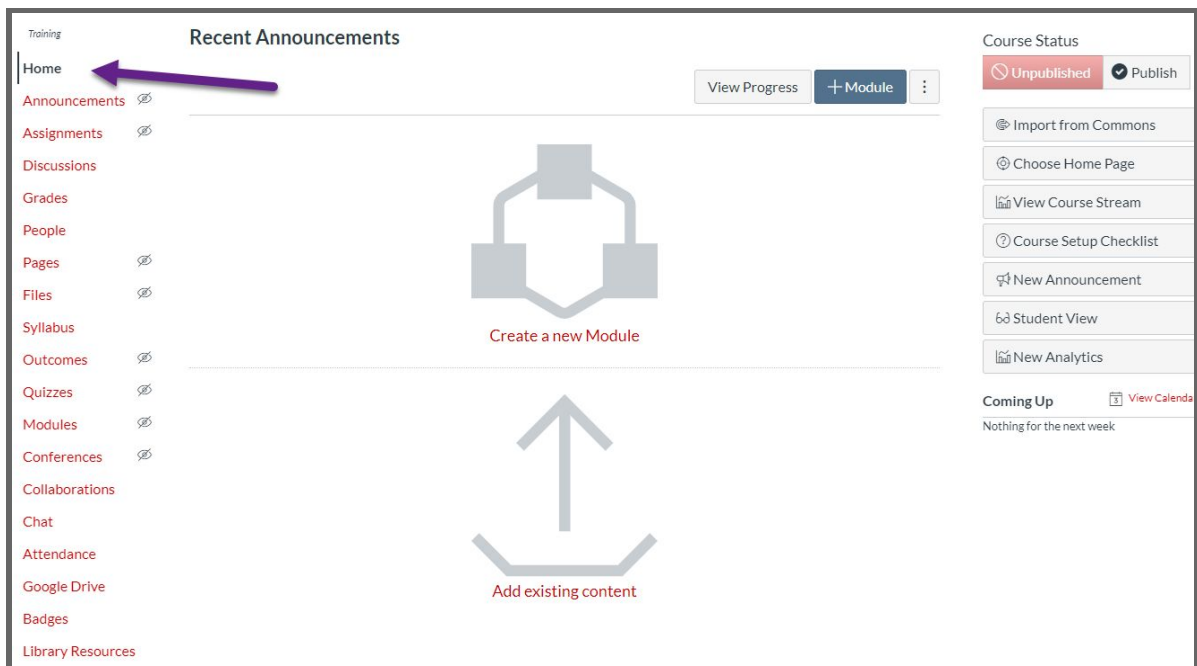 Training
Home
Announcements
Assignments
Discussions
Grades
People
Pages
Files
Syllabus
Outcomes
Quizzes
Modules
Conferences
Collaborations
Chat
Attendance
Google Drive
Badges
Library Resources
Recent Announcements
View Progress
+ Module
Create a new Module
Add existing content
Course Status
Unpublished Publish
Import from Commons
Choose Home Page
View Course Stream
Course Setup Checklist
New Announcement
Student View
New Analytics
Coming Up 3 View Calenda
Nothing for the next week